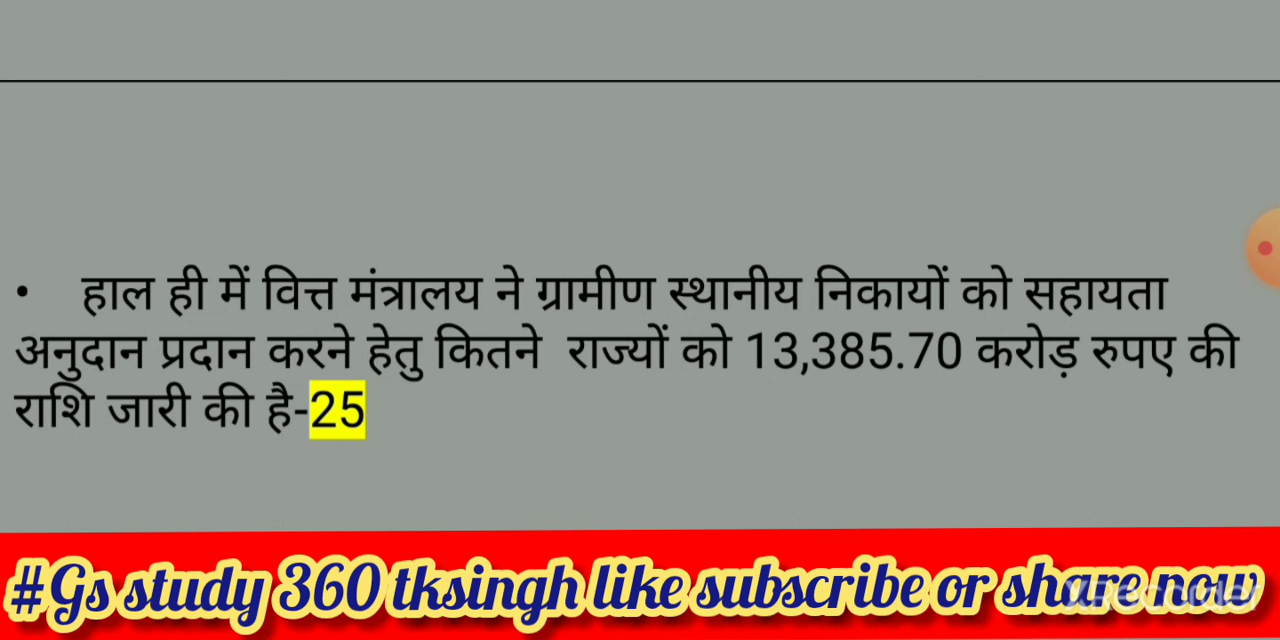 • हाल ही में वित्त मंत्रालय ने ग्रामीण स्थानीय निकायों को सहायता
अनुदान प्रदान करने हेतु कितने राज्यों को 13,385.70 करोड़ रुपए की
राशि जारी की है-25
#Gs study 360 tksingh like subscribe or share now
XRecorder